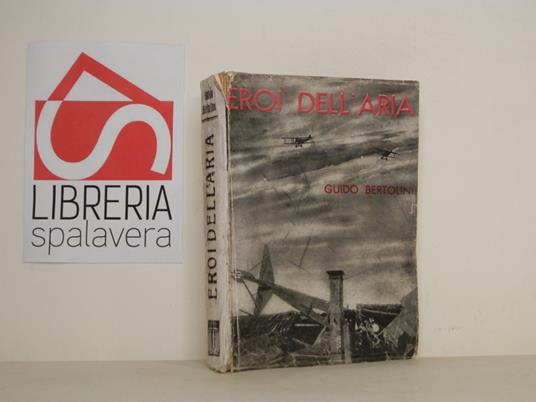 LIBRERIA
spalavera
EROI DELL'ARIA
GUIDO BERTOLINI
EROI DELL'ARIA